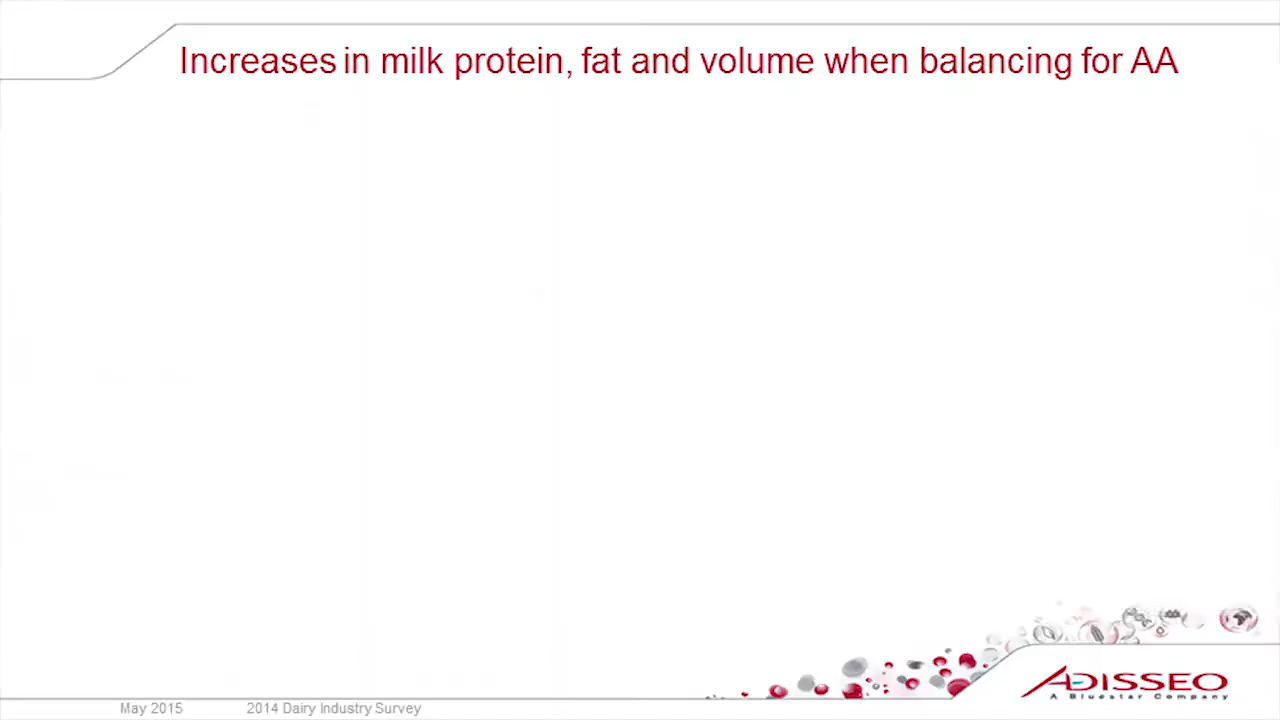 Increases in milk protein, fat and volume when balancing for AA
ADISSEO
A Bluestar Company
May 2015
2014 Dairy Industry Survey